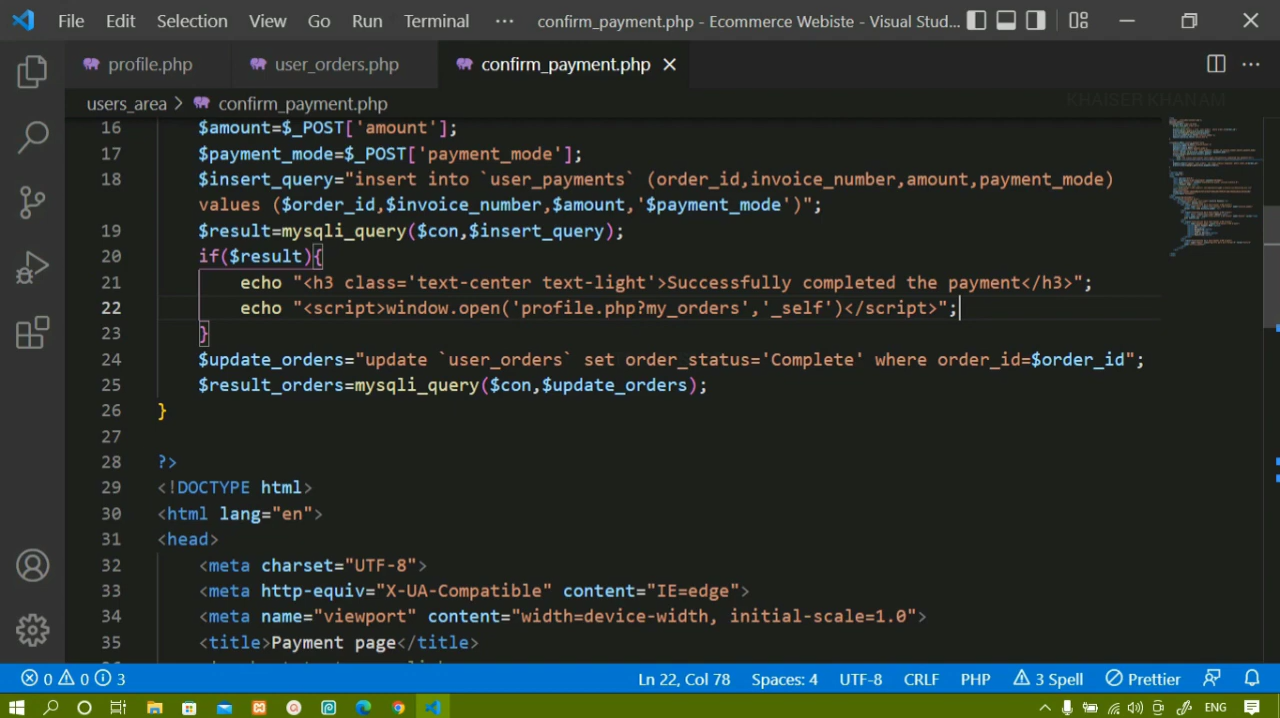 File Edit Selection View Go Run Terminal ··· confirm_payment.php - Ecommerce Webiste - Visual Stud...
profile.php user_orders.php confirm_payment.php
users_area > confirm_payment.php
KHAISER KHANAM
16 $amount=$_POST['amount'];
17 $payment_mode=$_POST['payment_mode'];
18 $insert_query="insert into `user_payments` (order_id,invoice_number,amount,payment_mode)
values ($order_id,$invoice_number,$amount,'$payment_mode')";
19 $result=mysqli_query($con,$insert_query);
20 if($result){
21 echo "<h3 class='text-center text-light'>Successfully completed the payment</h3>";
22 echo "<script>window.open('profile.php?my_orders','_self')</script>";
23 }
24 $update_orders="update `user_orders` set order_status='Complete' where order_id=$order_id";
25 $result_orders=mysqli_query($con,$update_orders);
26 }
27
28 ?>
29 <!DOCTYPE html>
30 <html lang="en">
31 <head>
32 <meta charset="UTF-8">
33 <meta http-equiv="X-UA-Compatible" content="IE=edge">
34 <meta name="viewport" content="width=device-width, initial-scale=1.0">
35 <title>Payment page</title>
0 0 3 Ln 22, Col 78 Spaces: 4 UTF-8 CRLF PHP 3 Spell Prettier
ENG